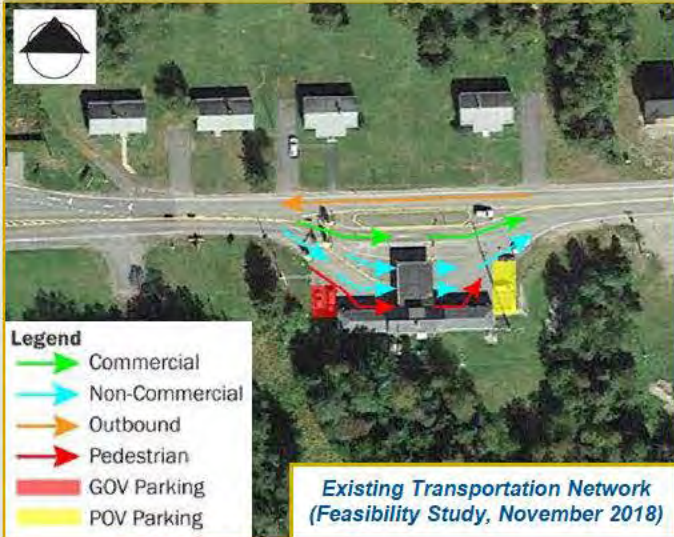 Legend
Commercial
Non-Commercial
Outbound
Pedestrian
GOV Parking
POV Parking
Existing Transportation Network
(Feasibility Study, November 2018)